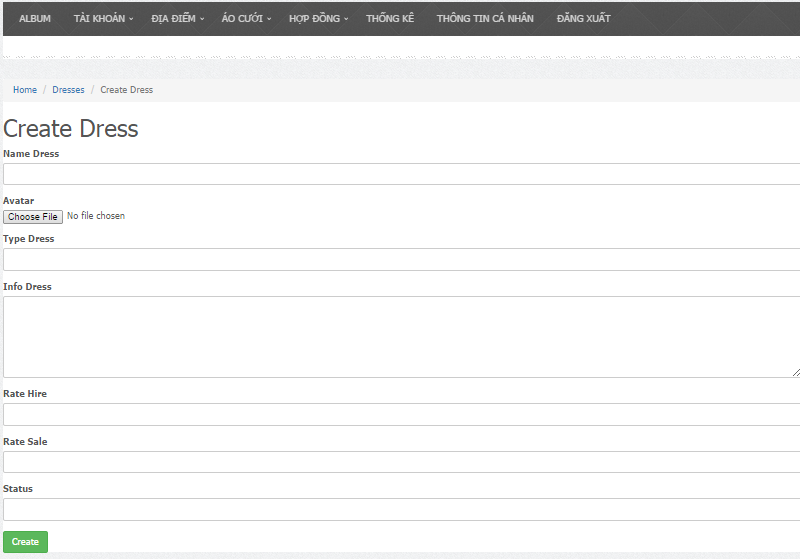 ALBUM TÀI KHOẢN ĐỊA ĐIỂM ÁO CƯỚI HỢP ĐỒNG THỐNG KÊ THÔNG TIN CÁ NHÂN ĐĂNG XUẤT
Home / Dresses / Create Dress
Create Dress
Name Dress
Avatar
Choose File No file chosen
Type Dress
Info Dress
Rate Hire
Rate Sale
Status
Create